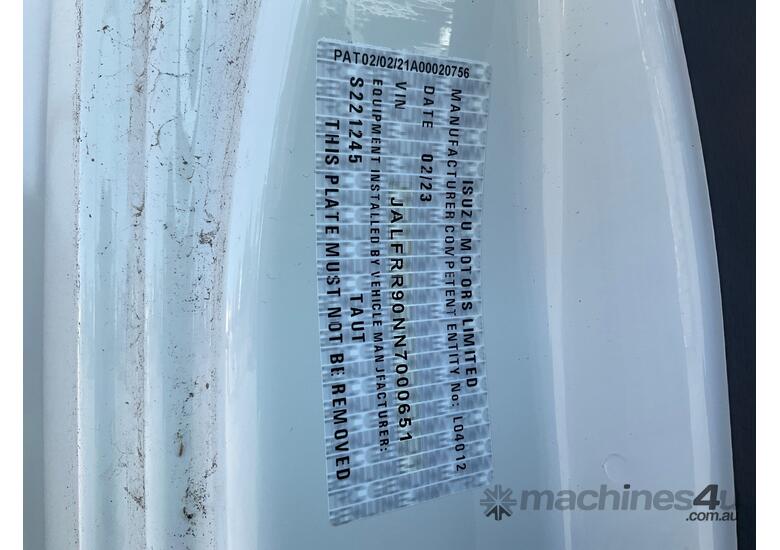 PAT02/02/21A00020756
ISUZU MOTORS LIMITED
MANUFACTURER COMPETENT ENTITY No: L04012
DATE 02/23
VIN JALFRR90NN7000651
EQUIPMENT INSTALLED BY VEHICLE MANUFACTURER:
S221245 TAUT
THIS PLATE MUST NOT BE REMOVED
machines4u
.com.au